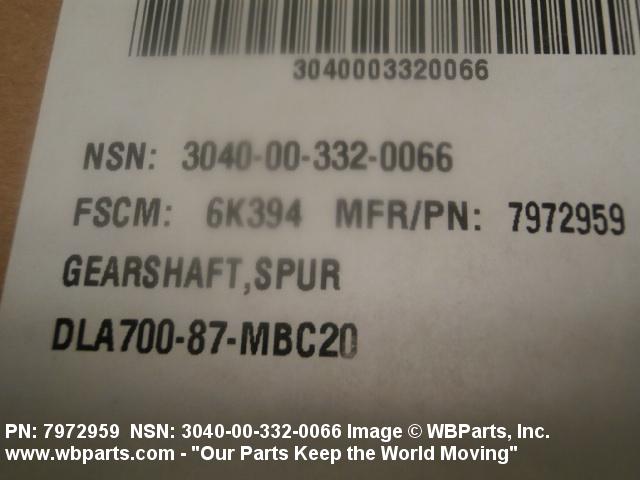 3040003320066
NSN: 3040-00-332-0066
FSCM: 6K394 MFR/PN: 7972959
GEARSHAFT,SPUR
DLA700-87-MBC20
PN: 7972959 NSN: 3040-00-332-0066 Image © WBParts, Inc.
www.wbparts.com - "Our Parts Keep the World Moving"